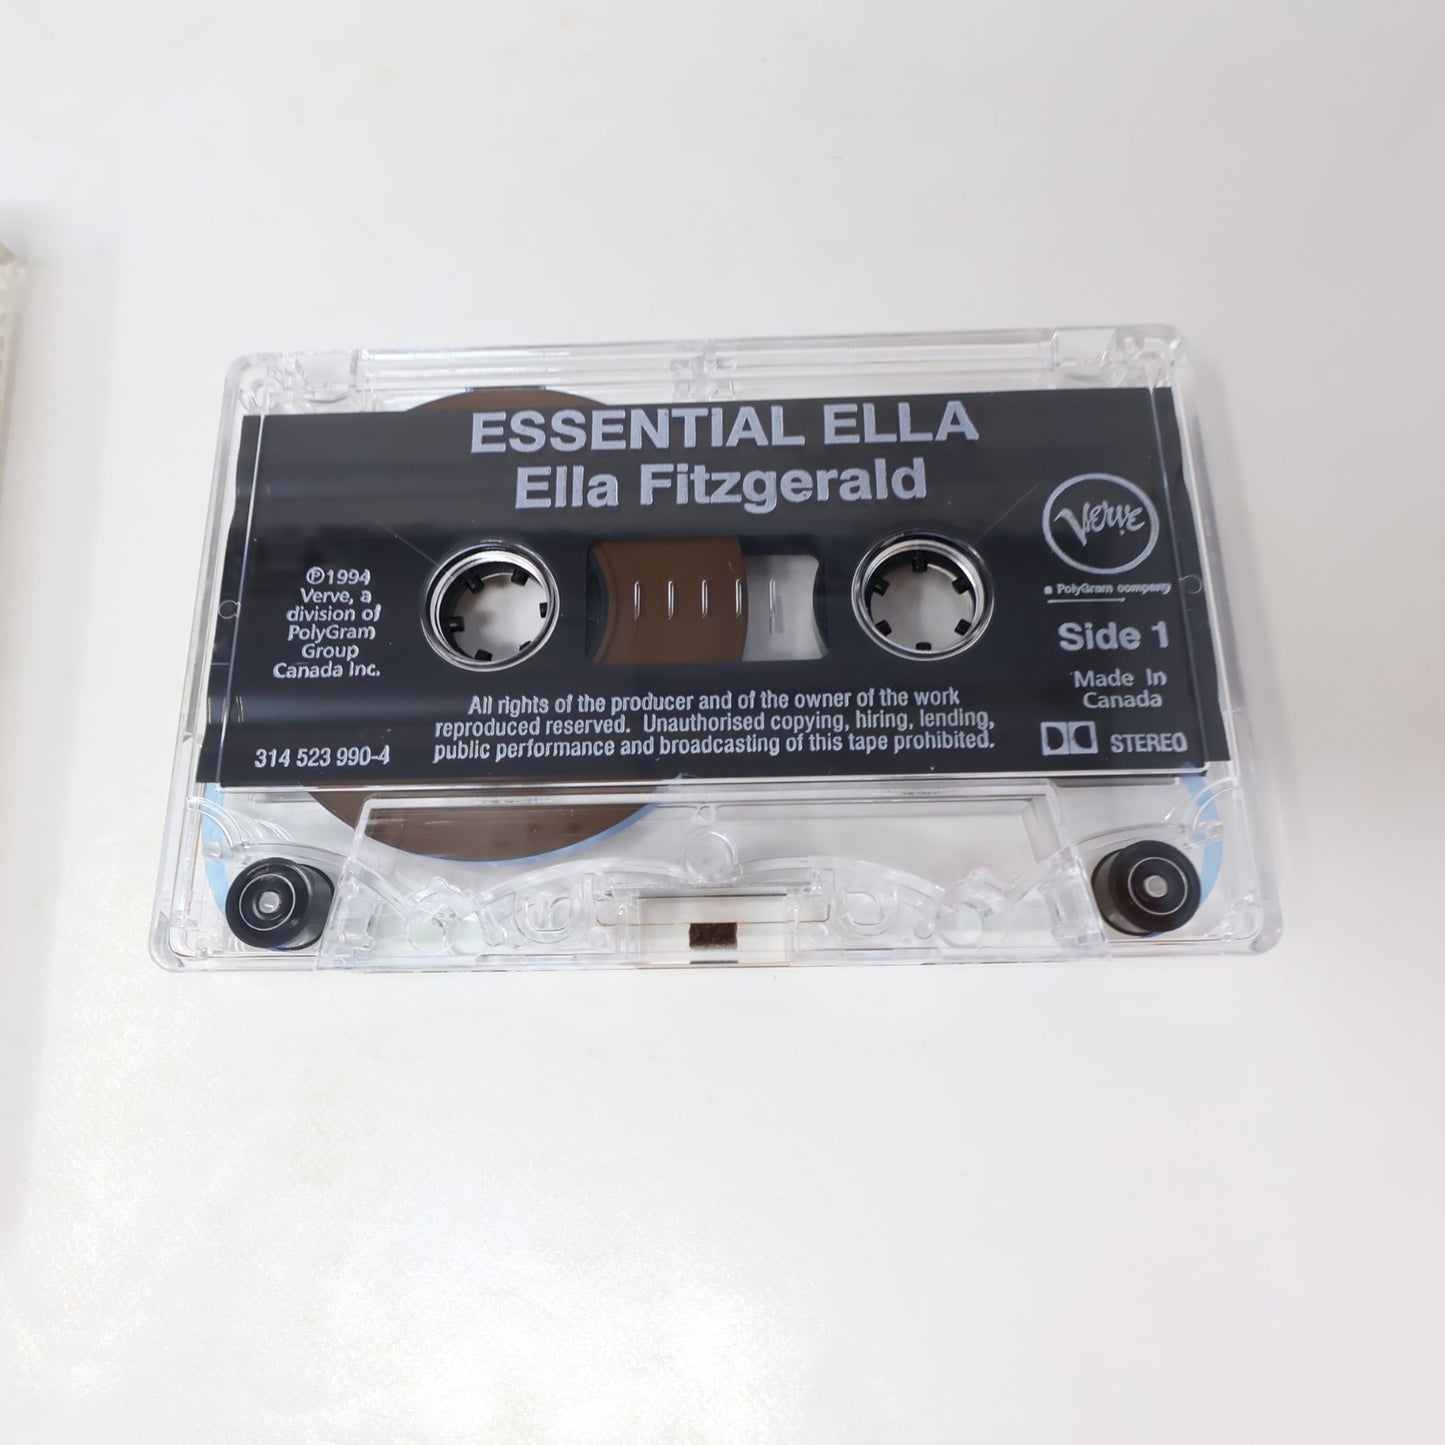 ESSENTIAL ELLA
Ella Fitzgerald
Verve
a PolyGram company
℗1994
Verve, a
division of
PolyGram
Group
Canada Inc.
Side 1
Made In
Canada
All rights of the producer and of the owner of the work
reproduced reserved. Unauthorised copying, hiring, lending,
public performance and broadcasting of this tape prohibited.
314 523 990-4
STEREO